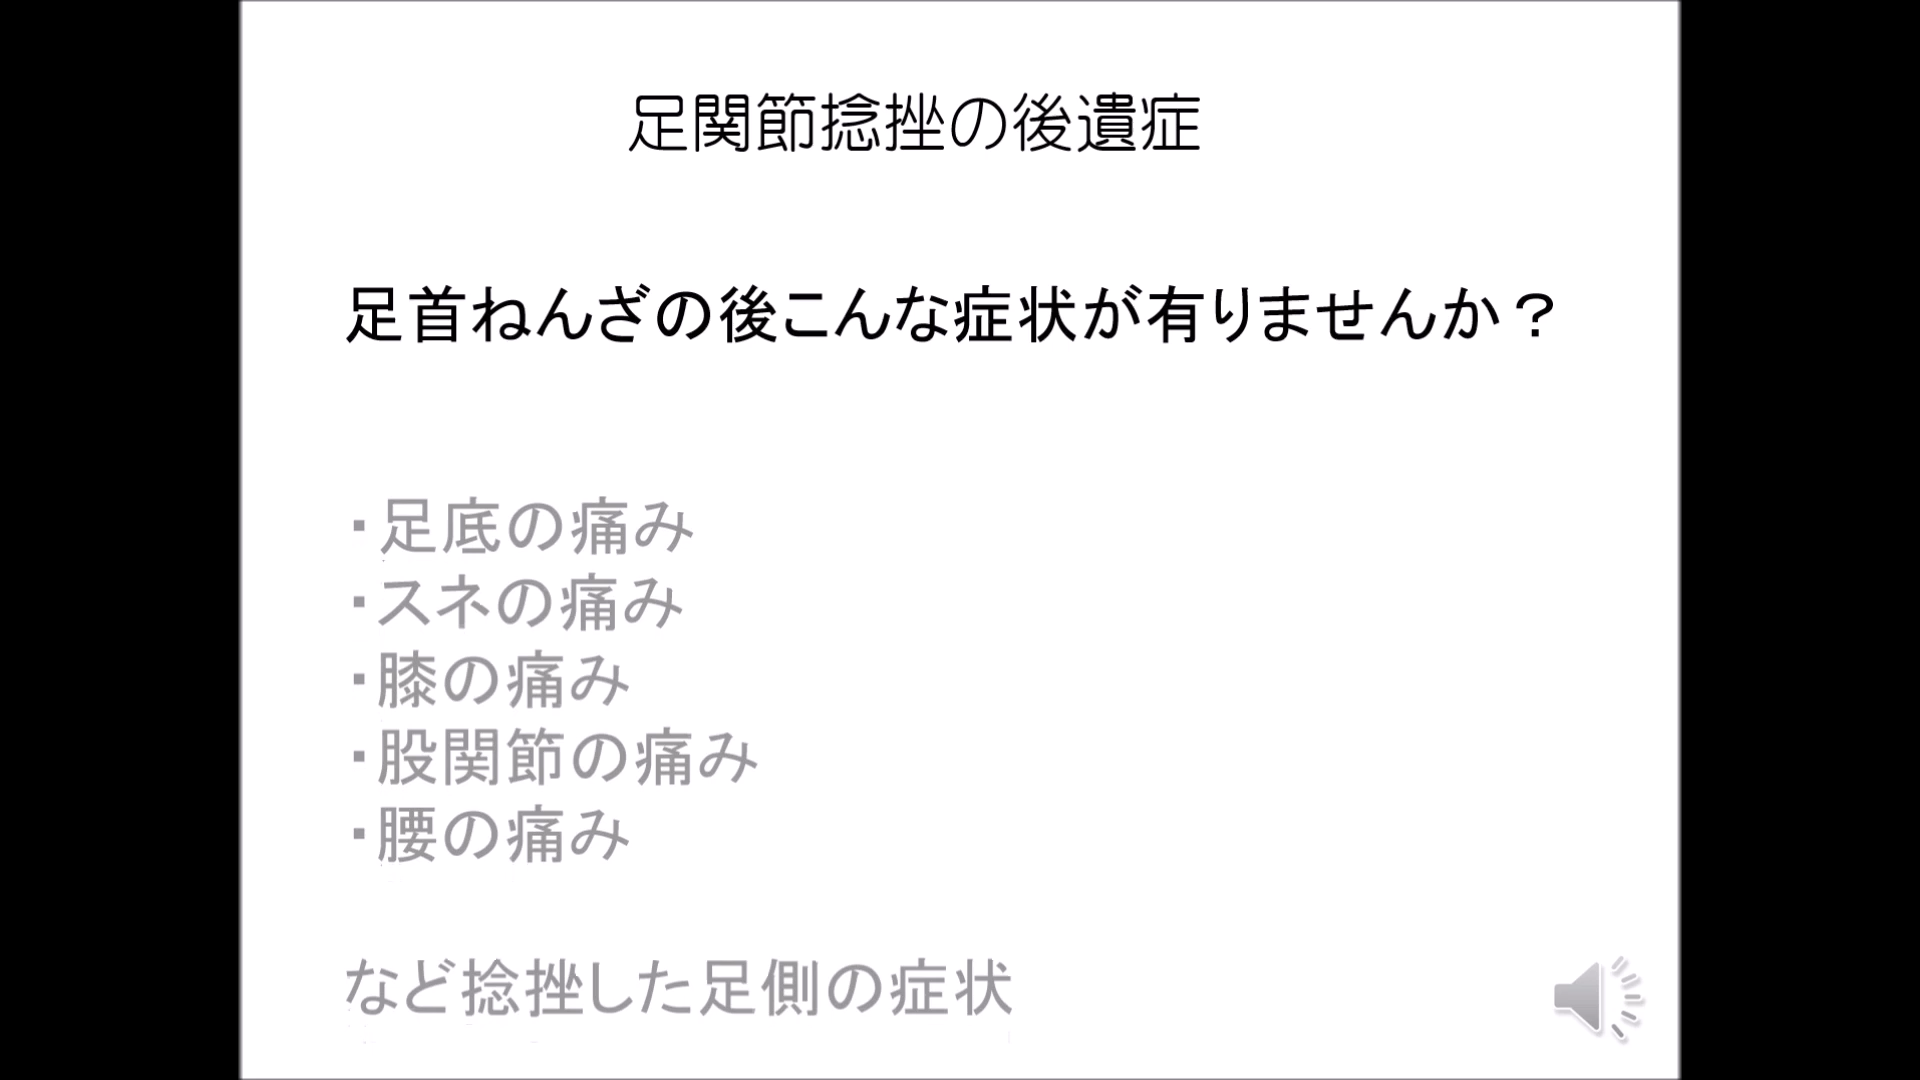 足関節捻挫の後遺症
足首ねんざの後こんな症状が有りませんか？
・足底の痛み
・スネの痛み
・膝の痛み
・股関節の痛み
・腰の痛み
など捻挫した足側の症状